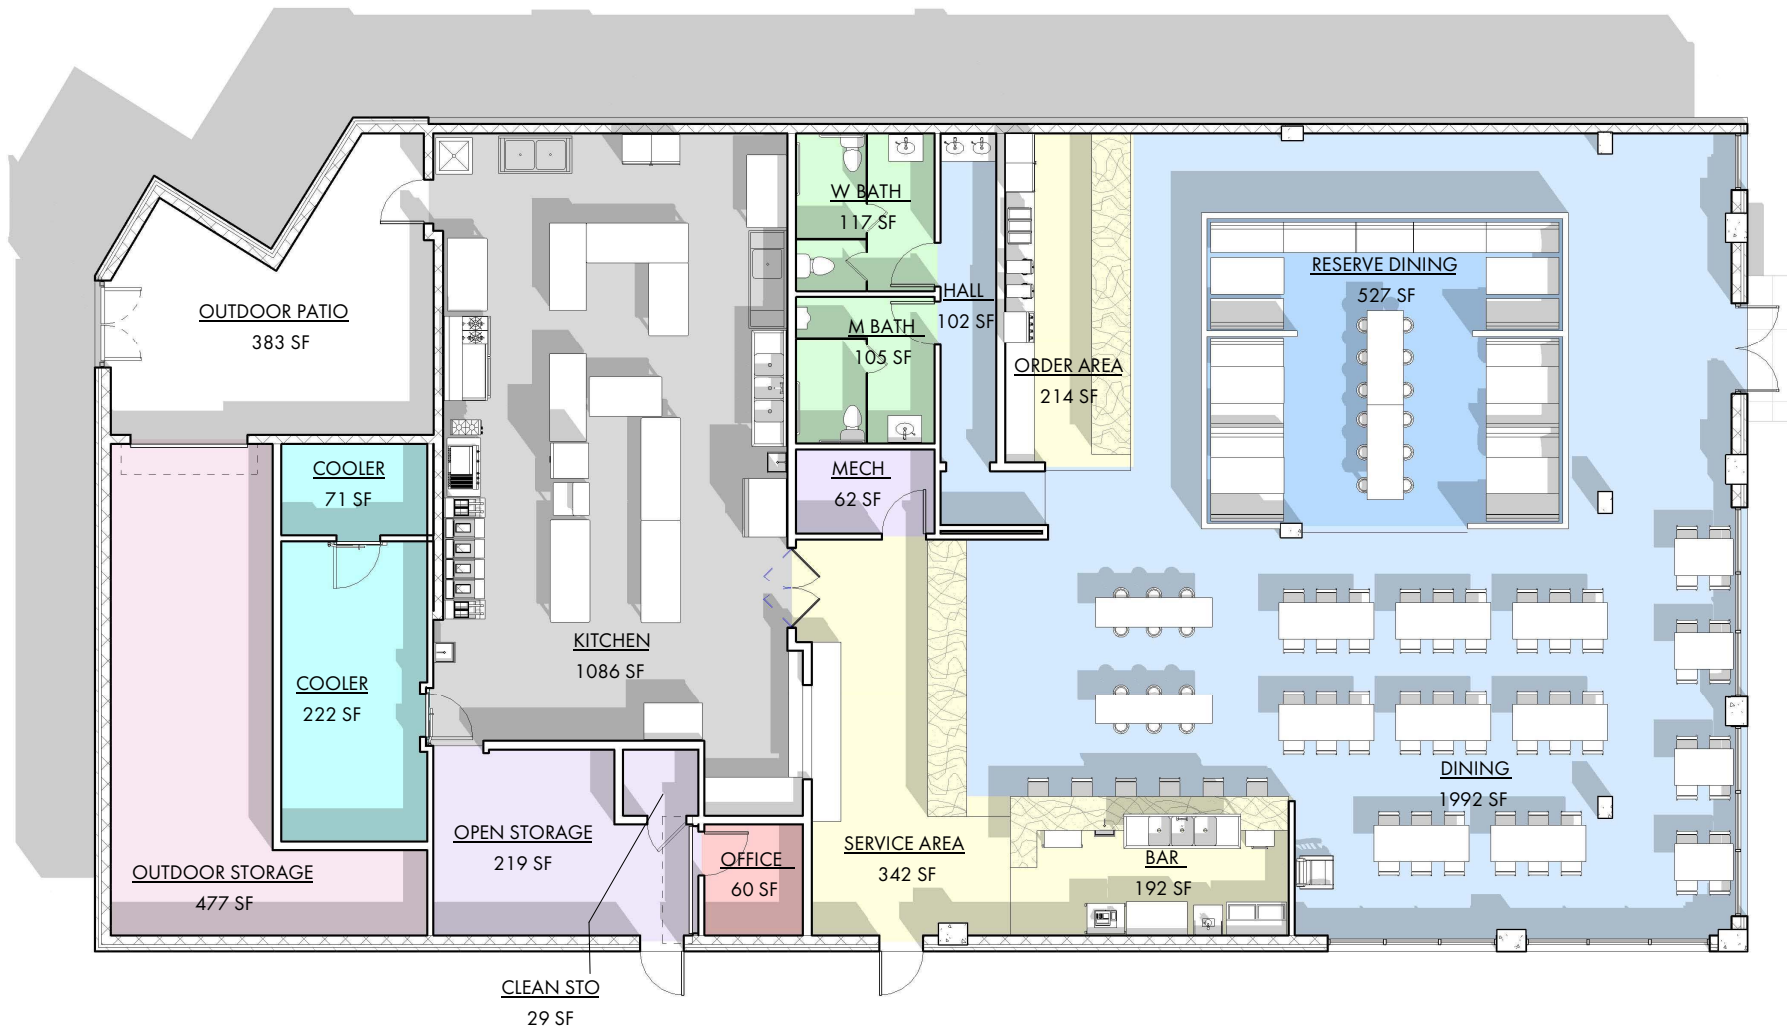 W BATH
117 SF
RESERVE DINING
527 SF
HALL
102 SF
OUTDOOR PATIO
383 SF
M BATH
105 SF
ORDER AREA
214 SF
COOLER
71 SF
MECH
62 SF
KITCHEN
1086 SF
COOLER
222 SF
DINING
1992 SF
OPEN STORAGE
219 SF
SERVICE AREA
342 SF
OFFICE
60 SF
BAR
192 SF
OUTDOOR STORAGE
477 SF
CLEAN STO
29 SF